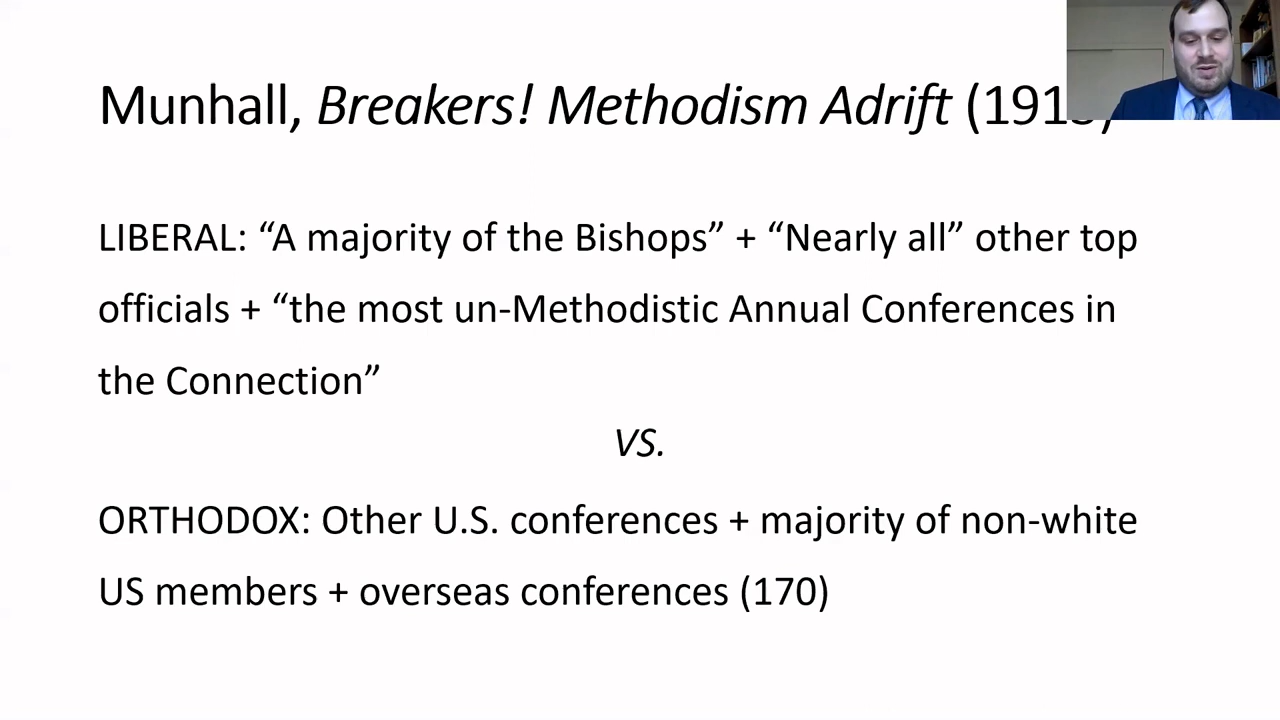 Munhall, Breakers! Methodism Adrift
LIBERAL: “A majority of the Bishops” + “Nearly all” other top
officials + “the most un-Methodistic Annual Conferences in
the Connection”
VS.
ORTHODOX: Other U.S. conferences + majority of non-white
US members + overseas conferences (170)